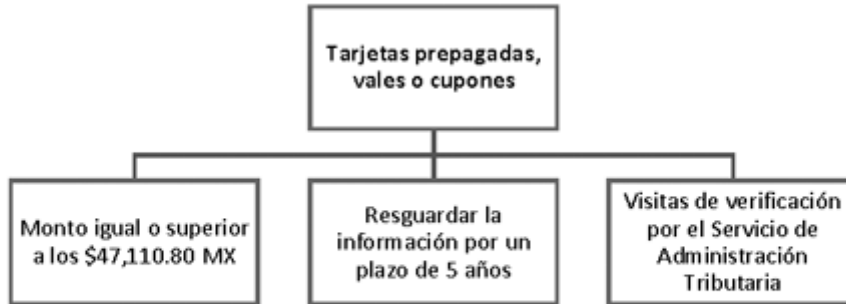 Tarjetas prepagadas,
vales o cupones
Monto igual o superior
a los $47,110.80 MX
Resguardar la
información por un
plazo de 5 años
Visitas de verificación
por el Servicio de
Administración
Tributaria